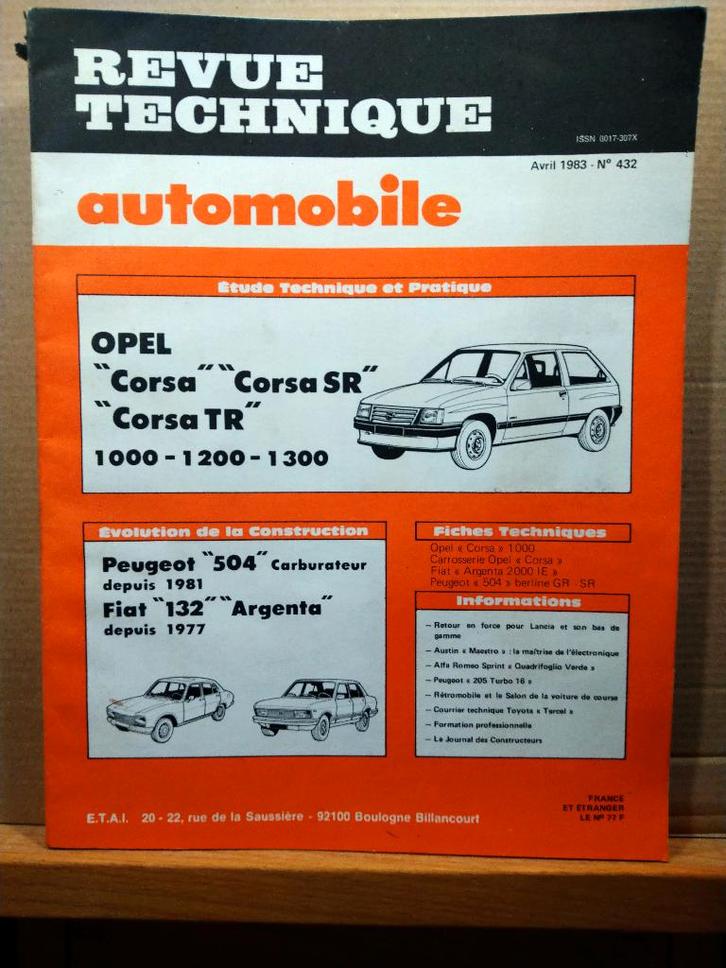 REVUE
TECHNIQUE
ISSN 0017-307X
Avril 1983 - Nº 432
automobile
Étude Technique et Pratique
OPEL
"Corsa" "Corsa SR"
"Corsa TR"
1000 - 1200 - 1300
Évolution de la Construction
Peugeot "504" Carburateur
depuis 1981
Fiat "132" "Argenta"
depuis 1977
Fiches Techniques
Opel « Corsa » 1000
Carrosserie Opel « Corsa »
Fiat « Argenta 2000 IE »
Peugeot « 504 » berline GR - SR
Informations
— Retour en force pour Lancia et son bas de
gamme
— Austin « Maestro » : la maîtrise de l'électronique
— Alfa Romeo Sprint « Quadrifoglio Verde »
— Peugeot « 205 Turbo 16 »
— Rétromobile et le Salon de la voiture de course
— Courrier technique Toyota « Tercel »
— Formation professionnelle
— Le Journal des Constructeurs
E.T.A.I. 20 - 22, rue de la Saussière - 92100 Boulogne Billancourt
FRANCE
ET ÉTRANGER
LE Nº 77 F